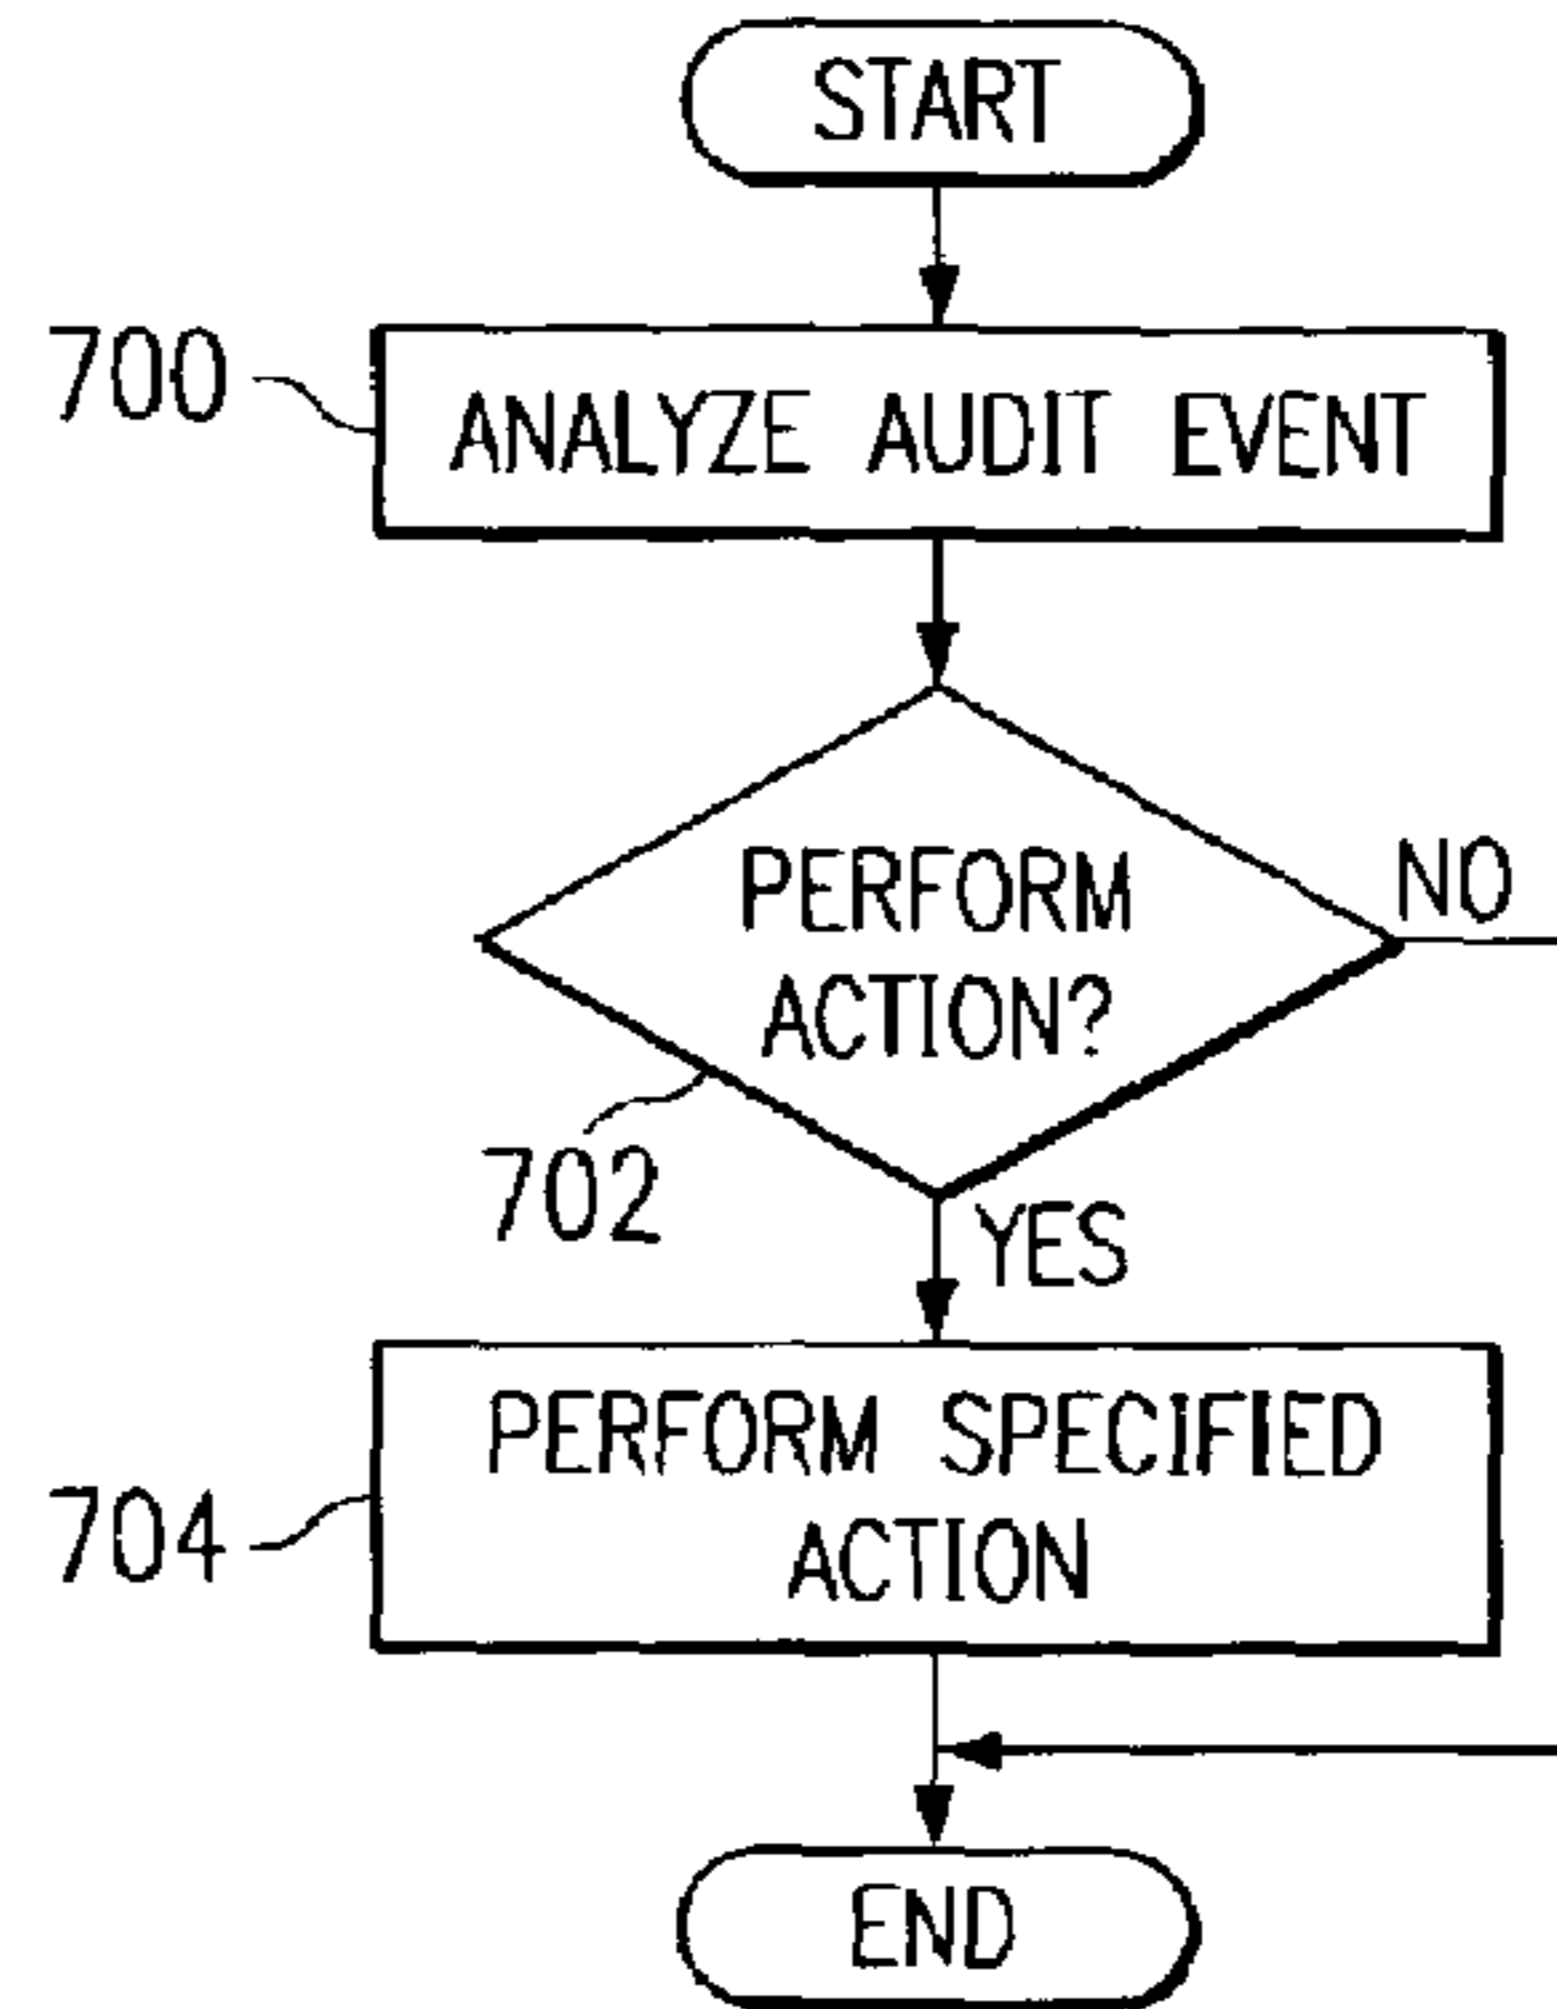 START
700
ANALYZE AUDIT EVENT
PERFORM
ACTION?
NO
702
YES
PERFORM SPECIFIED
ACTION
704
END